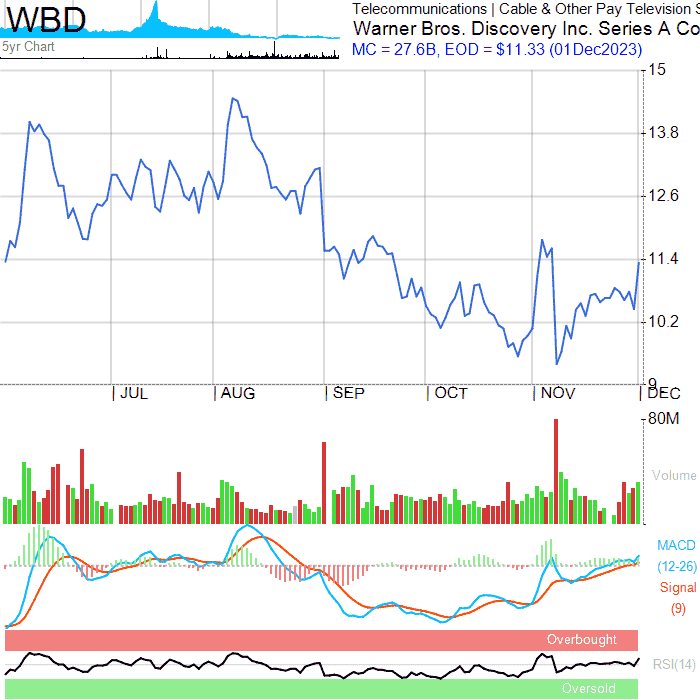 WBD
5yr Chart
Telecommunications | Cable & Other Pay Television S
Warner Bros. Discovery Inc. Series A Co
MC = 27.6B, EOD = $11.33 (01Dec2023)
15
13.8
12.6
11.4
10.2
9
| JUL | AUG | SEP | OCT | NOV | DEC
80M
Volume
MACD
(12-26)
Signal
(9)
Overbought
RSI(14)
Oversold